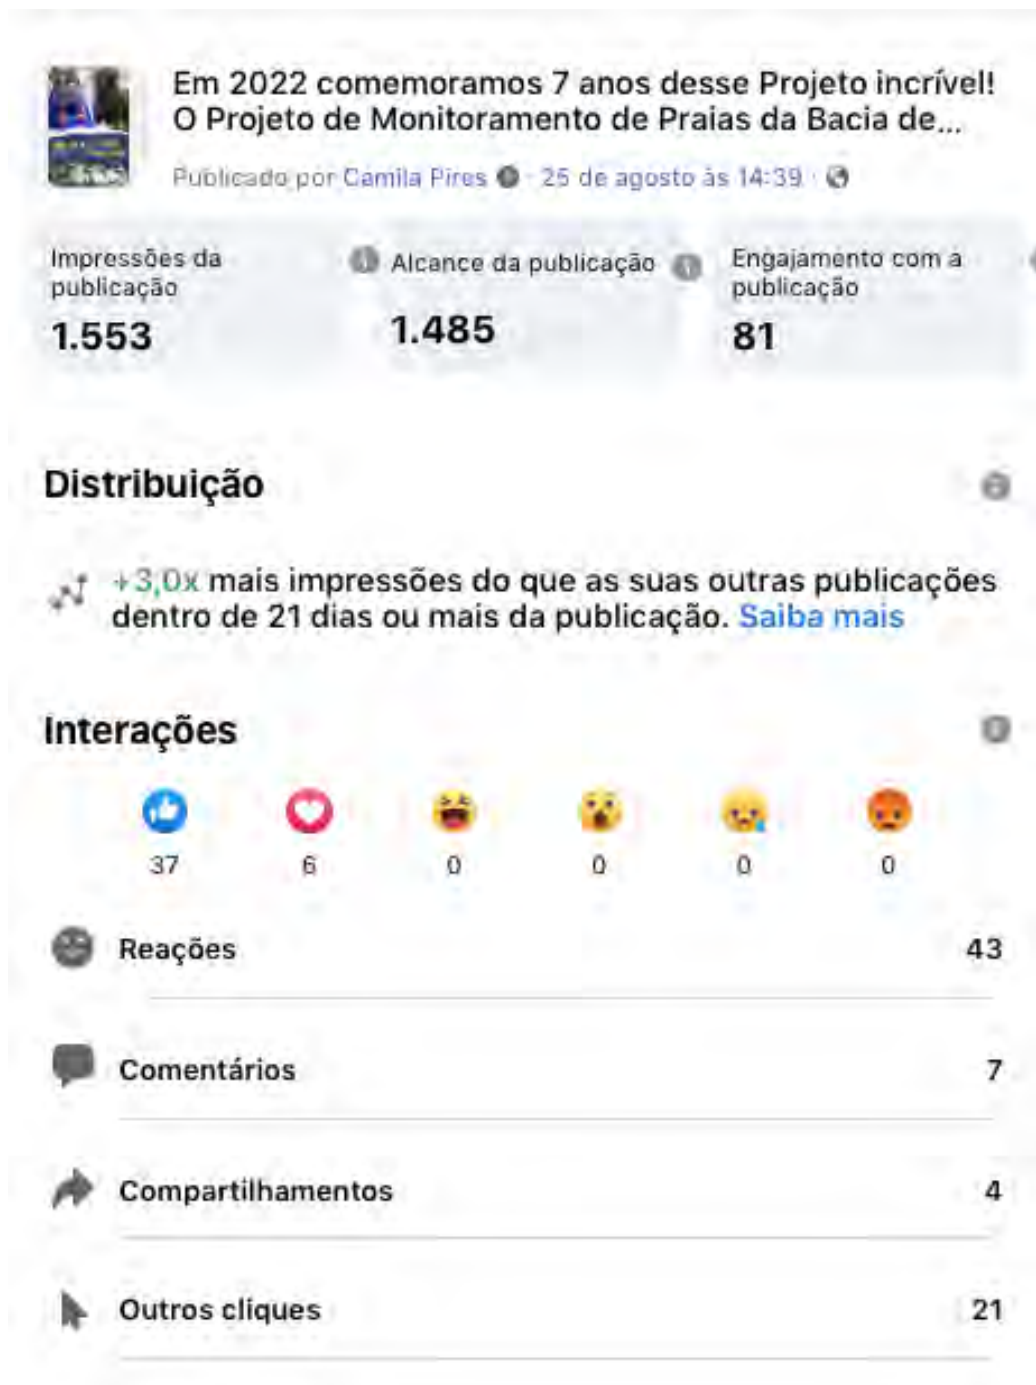 Em 2022 comemoramos 7 anos desse Projeto incrível!
O Projeto de Monitoramento de Praias da Bacia de...
Publicado por Camila Pires · 25 de agosto às 14:39 ·
Impressões da
publicação
1.553
Alcance da publicação
1.485
Engajamento com a
publicação
81
Distribuição
+3,0x mais impressões do que as suas outras publicações
dentro de 21 dias ou mais da publicação. Saiba mais
Interações
37 6 0 0 0 0
Reações 43
Comentários 7
Compartilhamentos 4
Outros cliques 21